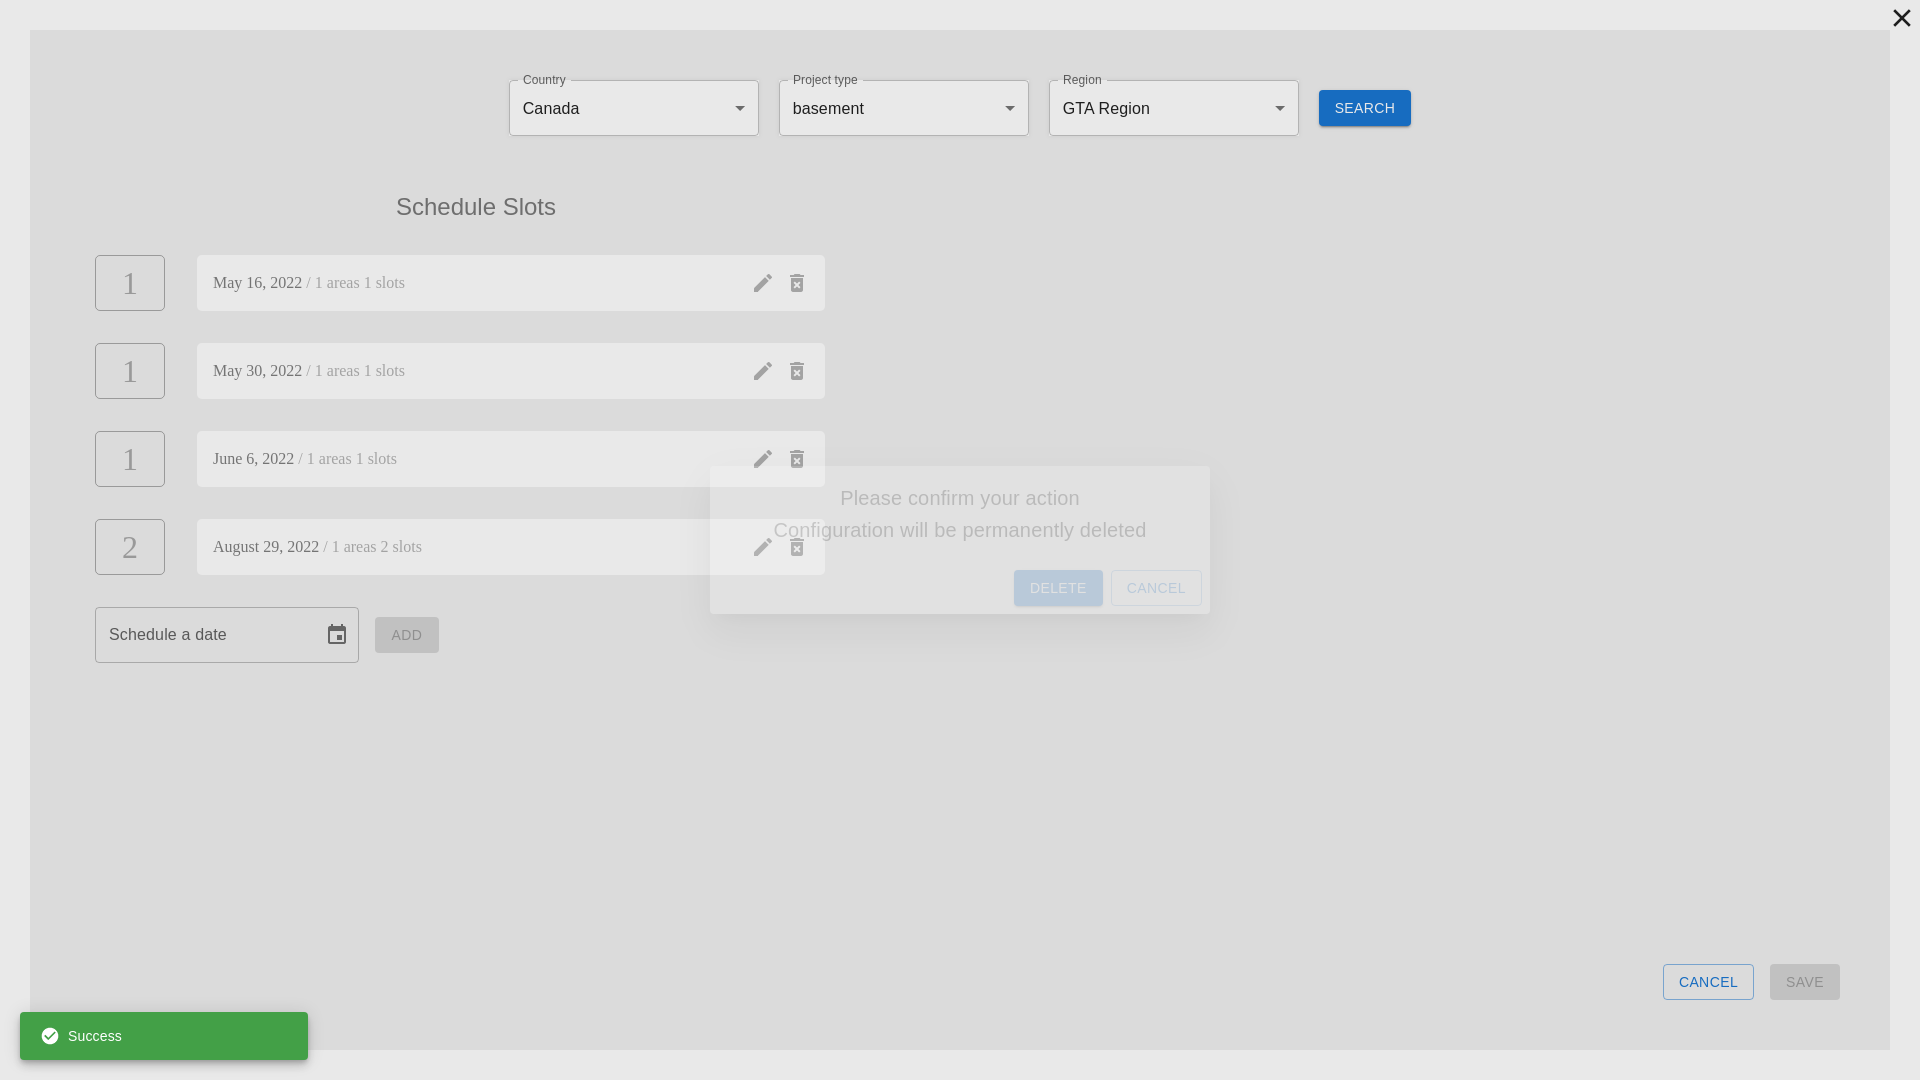 Country
Canada
Project type
basement
Region
GTA Region
SEARCH
Schedule Slots
1
May 16, 2022 / 1 areas 1 slots
1
May 30, 2022 / 1 areas 1 slots
1
June 6, 2022 / 1 areas 1 slots
2
August 29, 2022 / 1 areas 2 slots
Please confirm your action
Configuration will be permanently deleted
DELETE
CANCEL
Schedule a date
ADD
CANCEL
SAVE
Success